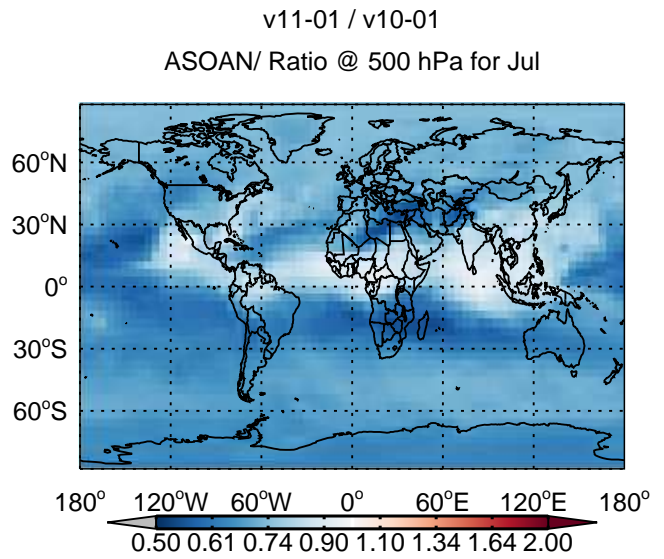 v11-01 / v10-01
ASOAN/ Ratio @ 500 hPa for Jul
60°N
30°N
0°
30°S
60°S
180° 120°W 60°W 0° 60°E 120°E 180°
0.50 0.61 0.74 0.90 1.10 1.34 1.64 2.00